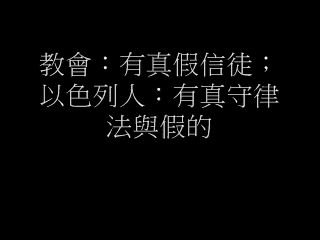 教會：有真假信徒；
以色列人：有真守律
法與假的